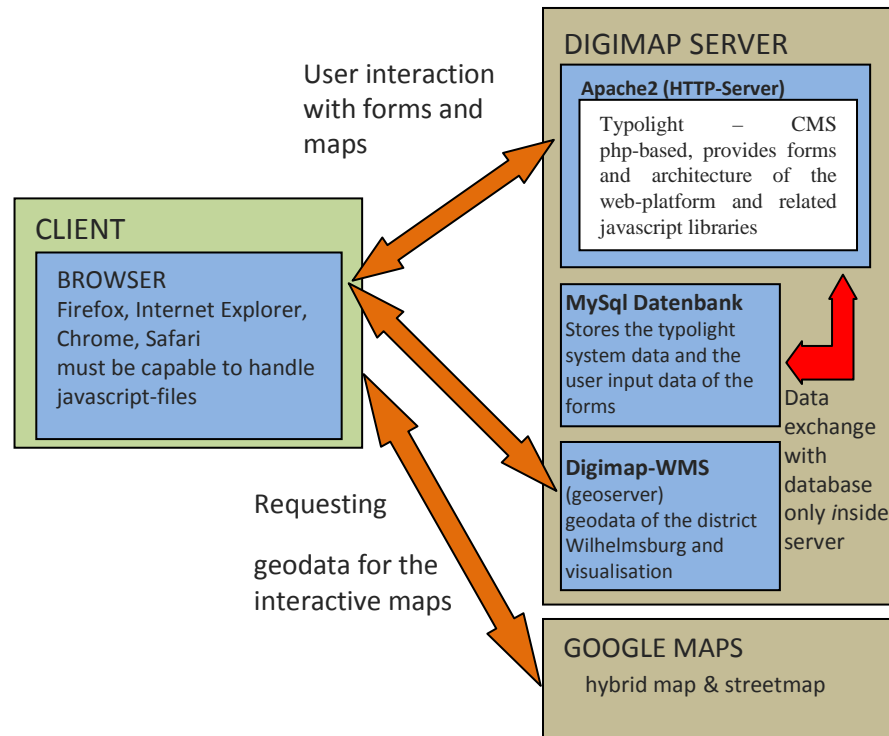 User interaction
with forms and
maps
CLIENT
BROWSER
Firefox, Internet Explorer,
Chrome, Safari
must be capable to handle
javascript-files
Requesting
geodata for the
interactive maps
DIGIMAP SERVER
Apache2 (HTTP-Server)
Typolight – CMS
php-based, provides forms
and architecture of the
web-platform and related
javascript libraries
MySql Datenbank
Stores the typolight
system data and the
user input data of the
forms
Data
exchange
with
database
only inside
server
Digimap-WMS
(geoserver)
geodata of the district
Wilhelmsburg and
visualisation
GOOGLE MAPS
hybrid map & streetmap